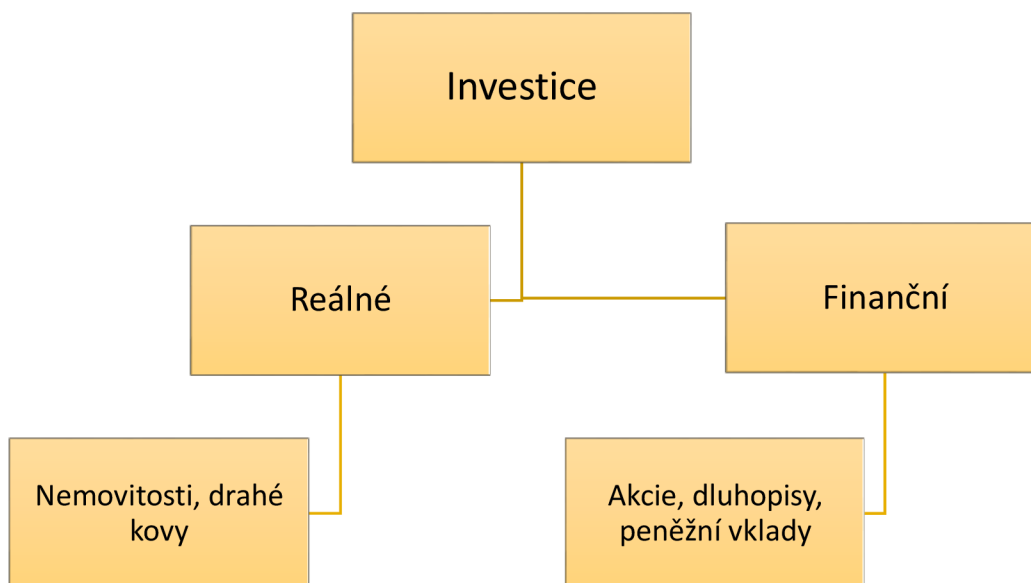 Investice
Reálné
Finanční
Nemovitosti, drahé
kovy
Akcie, dluhopisy,
peněžní vklady